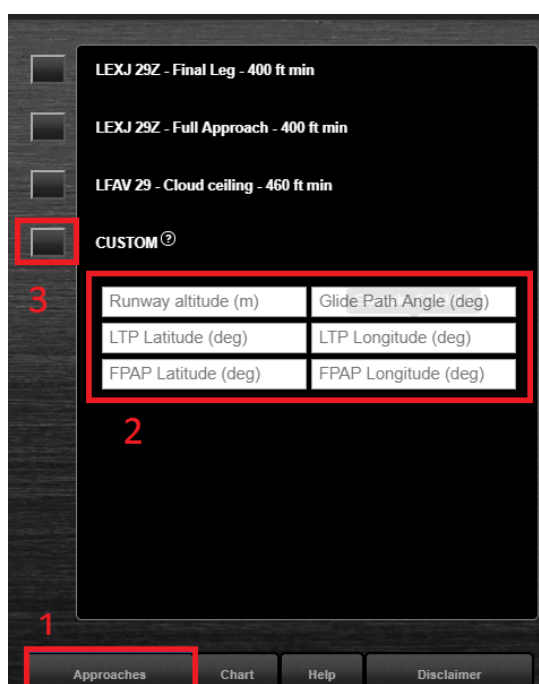 LEXJ 29Z - Final Leg - 400 ft min
LEXJ 29Z - Full Approach - 400 ft min
LFAV 29 - Cloud ceiling - 460 ft min
CUSTOM ?
3
Runway altitude (m) Glide Path Angle (deg)
LTP Latitude (deg) LTP Longitude (deg)
FPAP Latitude (deg) FPAP Longitude (deg)
2
1
Approaches Chart Help Disclaimer